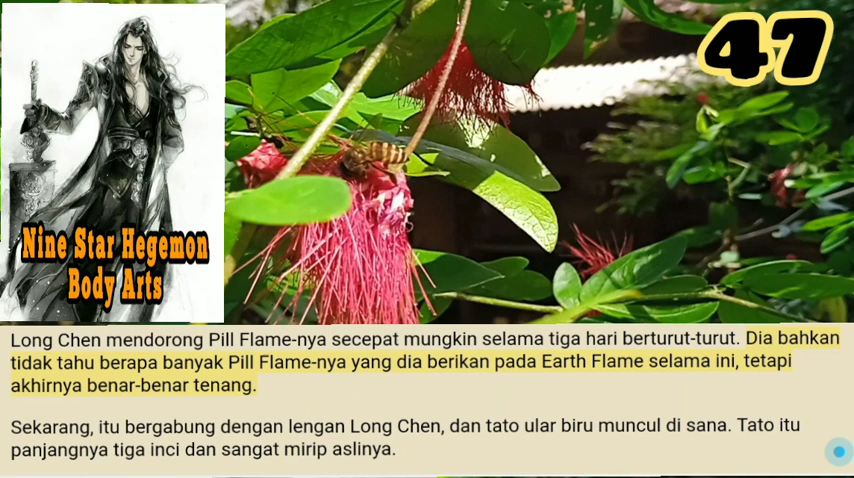 47
Nine Star Hegemon
Body Arts
Long Chen mendorong Pill Flame-nya secepat mungkin selama tiga hari berturut-turut. Dia bahkan
tidak tahu berapa banyak Pill Flame-nya yang dia berikan pada Earth Flame selama ini, tetapi
akhirnya benar-benar tenang.
Sekarang, itu bergabung dengan lengan Long Chen, dan tato ular biru muncul di sana. Tato itu
panjangnya tiga inci dan sangat mirip aslinya.